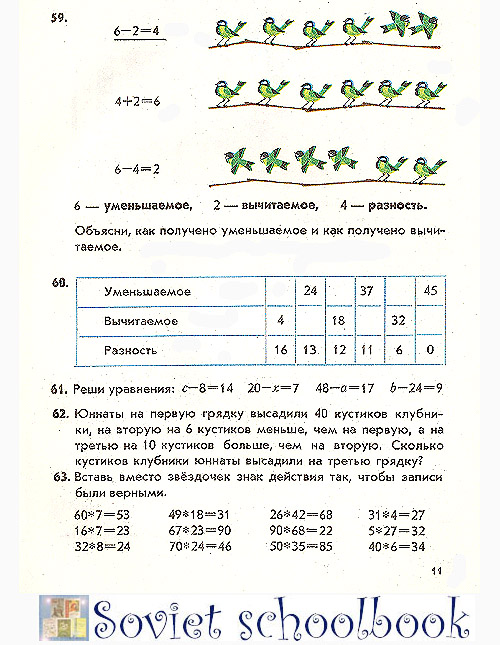 59.
6—2=4
4+2=6
6—4=2
6 — уменьшаемое, 2 — вычитаемое, 4 — разность.
Объясни, как получено уменьшаемое и как получено вычи-
таемое.
60.
Уменьшаемое 24 37 45
Вычитаемое 4 18 32
Разность 16 13 12 11 6 0
61. Реши уравнения: c—8=14 20—x=7 48—a=17 b—24=9
62. Юннаты на первую грядку высадили 40 кустиков клубни-
ки, на вторую на 6 кустиков меньше, чем на первую, а на
третью на 10 кустиков больше, чем на вторую. Сколько
кустиков клубники юннаты высадили на третью грядку?
63. Вставь вместо звёздочек знак действия так, чтобы записи
были верными.
60*7=53 49*18=31 26*42=68 31*4=27
16*7=23 67*23=90 90*68=22 5*27=32
32*8=24 70*24=46 50*35=85 40*6=34
11
Soviet schoolbook